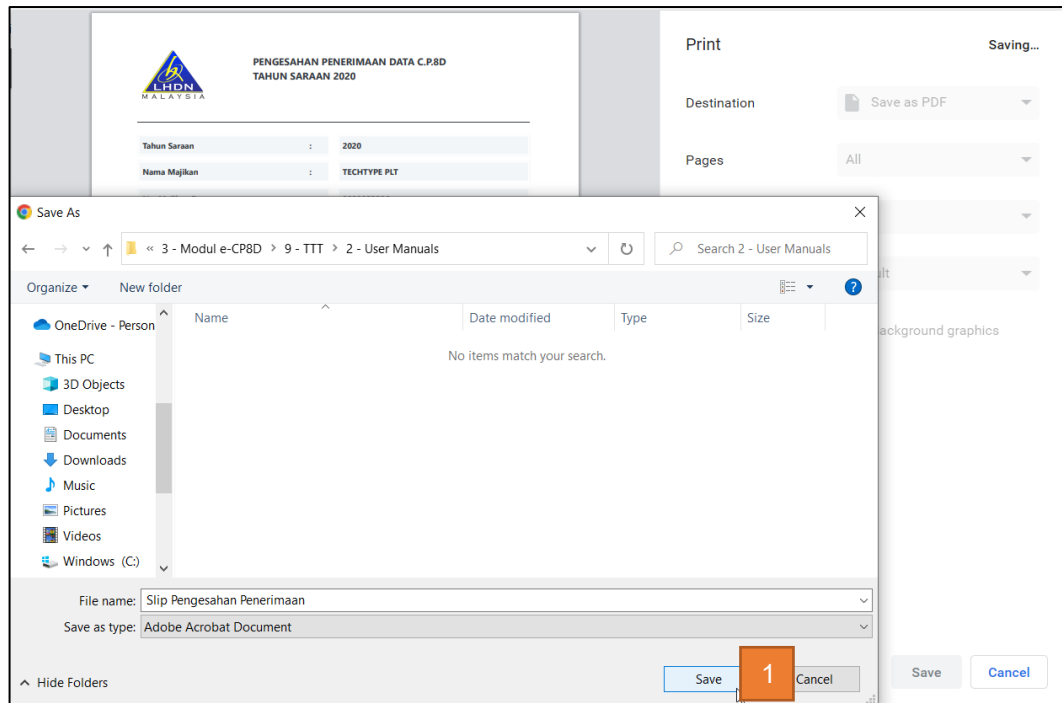 LHDN
MALAYSIA
PENGESAHAN PENERIMAAN DATA C.P.8D
TAHUN SARAAN 2020
Tahun Saraan : 2020
Nama Majikan : TECHTYPE PLT
Print Saving...
Destination Save as PDF
Pages All
Save As
« 3 - Modul e-CP8D > 9 - TTT > 2 - User Manuals
Search 2 - User Manuals
Organize New folder
?
ult
ackground graphics
OneDrive - Person
This PC
3D Objects
Desktop
Documents
Downloads
Music
Pictures
Videos
Windows (C:)
Name Date modified Type Size
No items match your search.
File name: Slip Pengesahan Penerimaan
Save as type: Adobe Acrobat Document
Hide Folders
Save 1 Cancel
Save Cancel